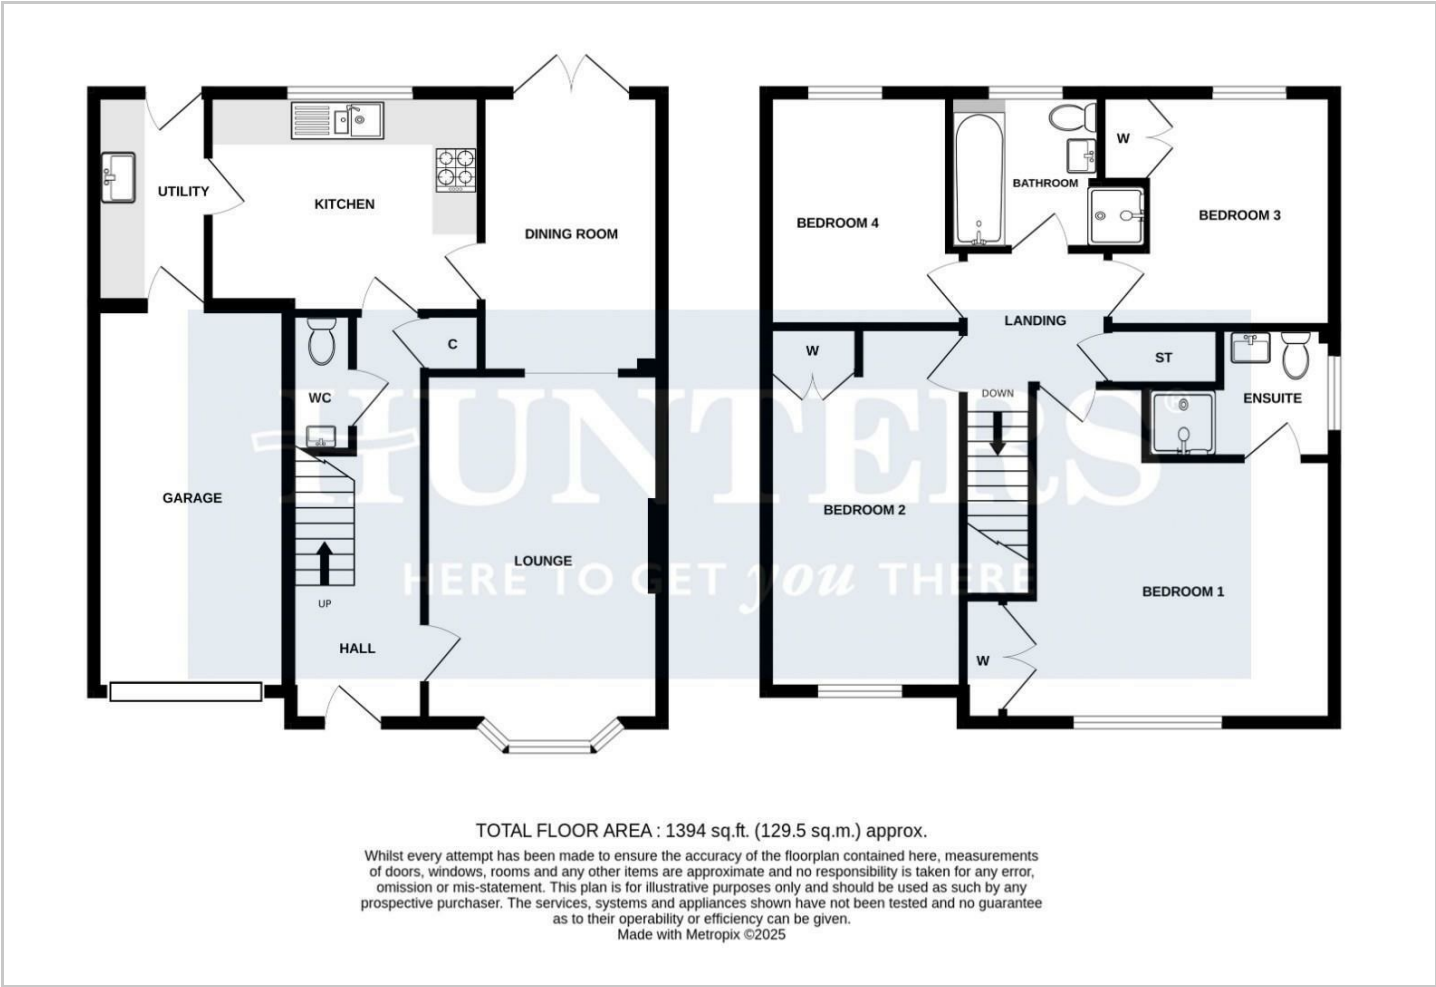 UTILITY
KITCHEN
DINING ROOM
C
WC
GARAGE
LOUNGE
UP
HALL
BEDROOM 4
BATHROOM
W
BEDROOM 3
LANDING
W
ST
DOWN
ENSUITE
BEDROOM 2
BEDROOM 1
W
HUNTERS®
HERE TO GET you THERE
TOTAL FLOOR AREA : 1394 sq.ft. (129.5 sq.m.) approx.
Whilst every attempt has been made to ensure the accuracy of the floorplan contained here, measurements
of doors, windows, rooms and any other items are approximate and no responsibility is taken for any error,
omission or mis-statement. This plan is for illustrative purposes only and should be used as such by any
prospective purchaser. The services, systems and appliances shown have not been tested and no guarantee
as to their operability or efficiency can be given.
Made with Metropix ©2025